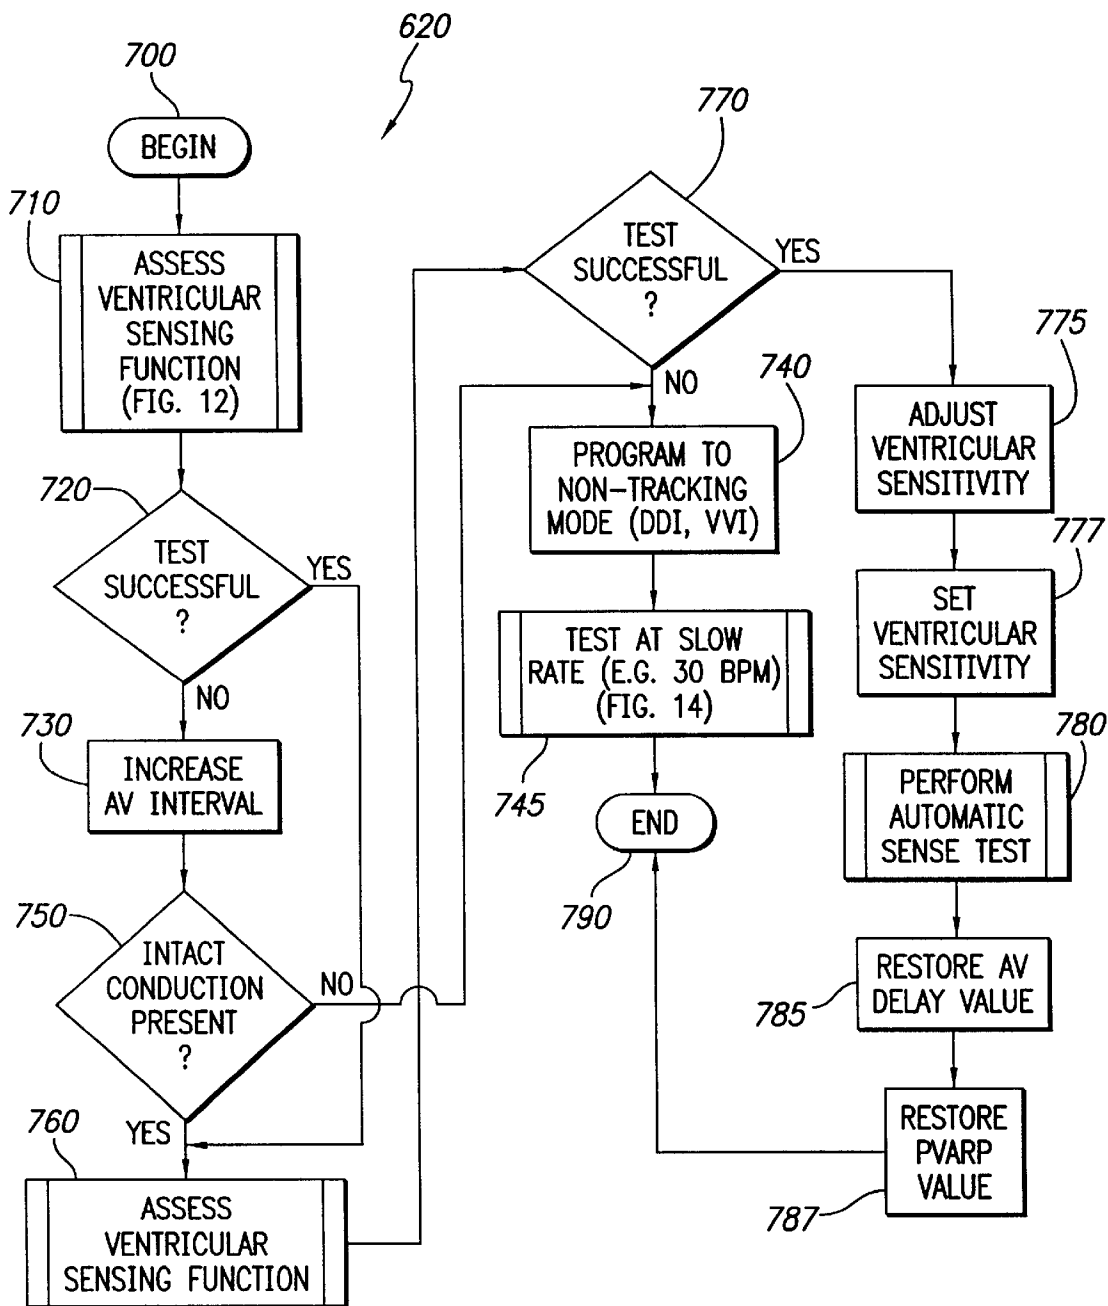 620
700
BEGIN
710
ASSESS
VENTRICULAR
SENSING
FUNCTION
(FIG. 12)
720
TEST
SUCCESSFUL
?
YES
NO
730
INCREASE
AV INTERVAL
750
INTACT
CONDUCTION
PRESENT
?
NO
YES
760
ASSESS
VENTRICULAR
SENSING FUNCTION
770
TEST
SUCCESSFUL
?
YES
NO
740
PROGRAM TO
NON-TRACKING
MODE (DDI, VVI)
TEST AT SLOW
RATE (E.G. 30 BPM)
(FIG. 14)
745
END
790
775
ADJUST
VENTRICULAR
SENSITIVITY
777
SET
VENTRICULAR
SENSITIVITY
780
PERFORM
AUTOMATIC
SENSE TEST
RESTORE AV
DELAY VALUE
785
RESTORE
PVARP
VALUE
787